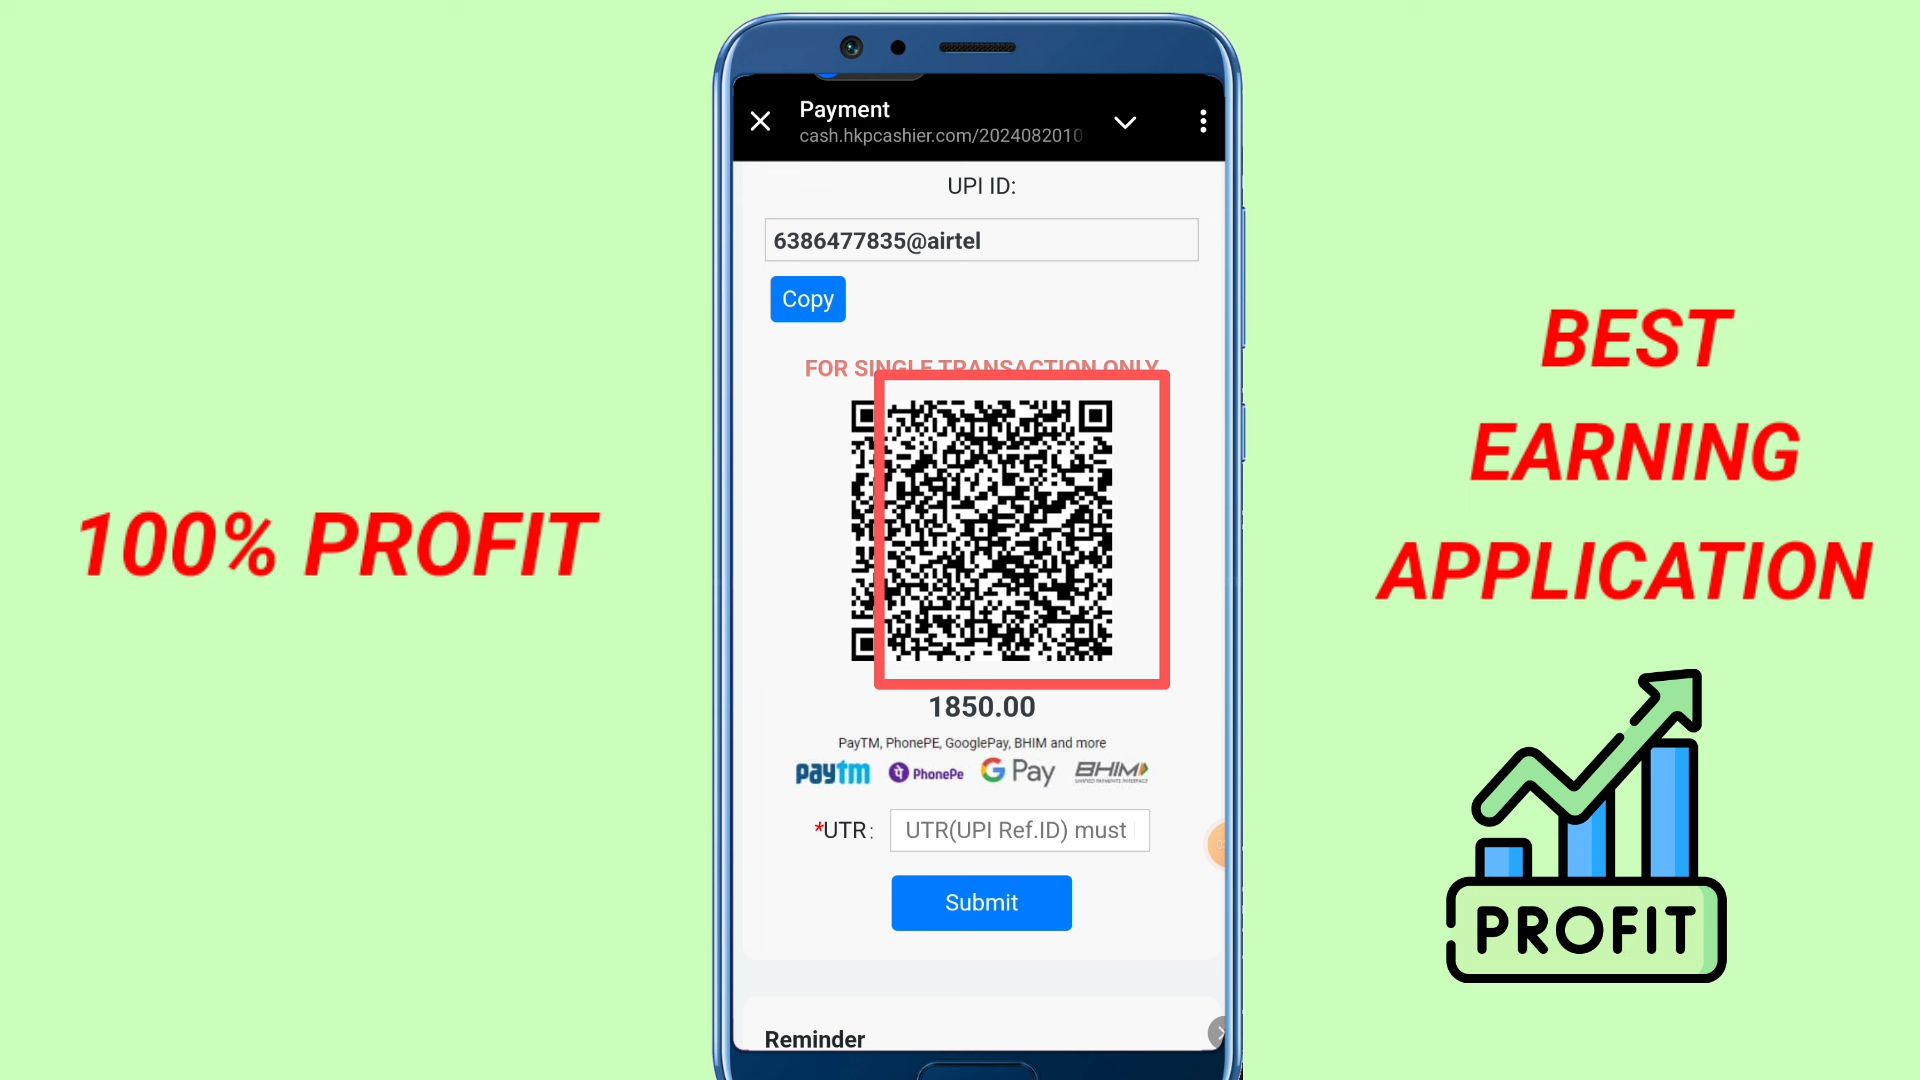 Payment
cash.hkpcashier.com/2024082010
UPI ID:
6386477835@airtel
Copy
FOR SINGLE TRANSACTION ONLY
1850.00
PayTM, PhonePE, GooglePay, BHIM and more
paytm PhonePe G Pay BHIM
*UTR:
UTR(UPI Ref.ID) must
Submit
Reminder
100% PROFIT
BEST
EARNING
APPLICATION
PROFIT